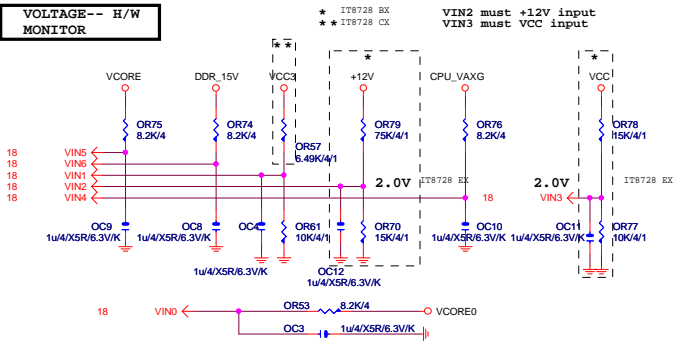 VOLTAGE-- H/W
MONITOR
* IT8728 BX
** IT8728 CX
VIN2 must +12V input
VIN3 must VCC input
**
*
*
VCORE
DDR_15V
VCC3
+12V
CPU_VAXG
VCC
OR75
8.2K/4
OR74
8.2K/4
OR57
6.49K/4/1
OR79
75K/4/1
OR76
8.2K/4
OR78
15K/4/1
18 VIN5
18 VIN6
18 VIN1
18 VIN2
18 VIN4
2.0V
IT8728 EX
18
2.0V
VIN3
IT8728 EX
OC9
1u/4/X5R/6.3V/K
OC8
1u/4/X5R/6.3V/K
OC4
1u/4/X5R/6.3V/K
OR61
10K/4/1
OC12
1u/4/X5R/6.3V/K
OR70
15K/4/1
OC10
1u/4/X5R/6.3V/K
OC11
1u/4/X5R/6.3V/K
OR77
10K/4/1
18 VIN0
OR53
8.2K/4
VCORE0
OC3
1u/4/X5R/6.3V/K